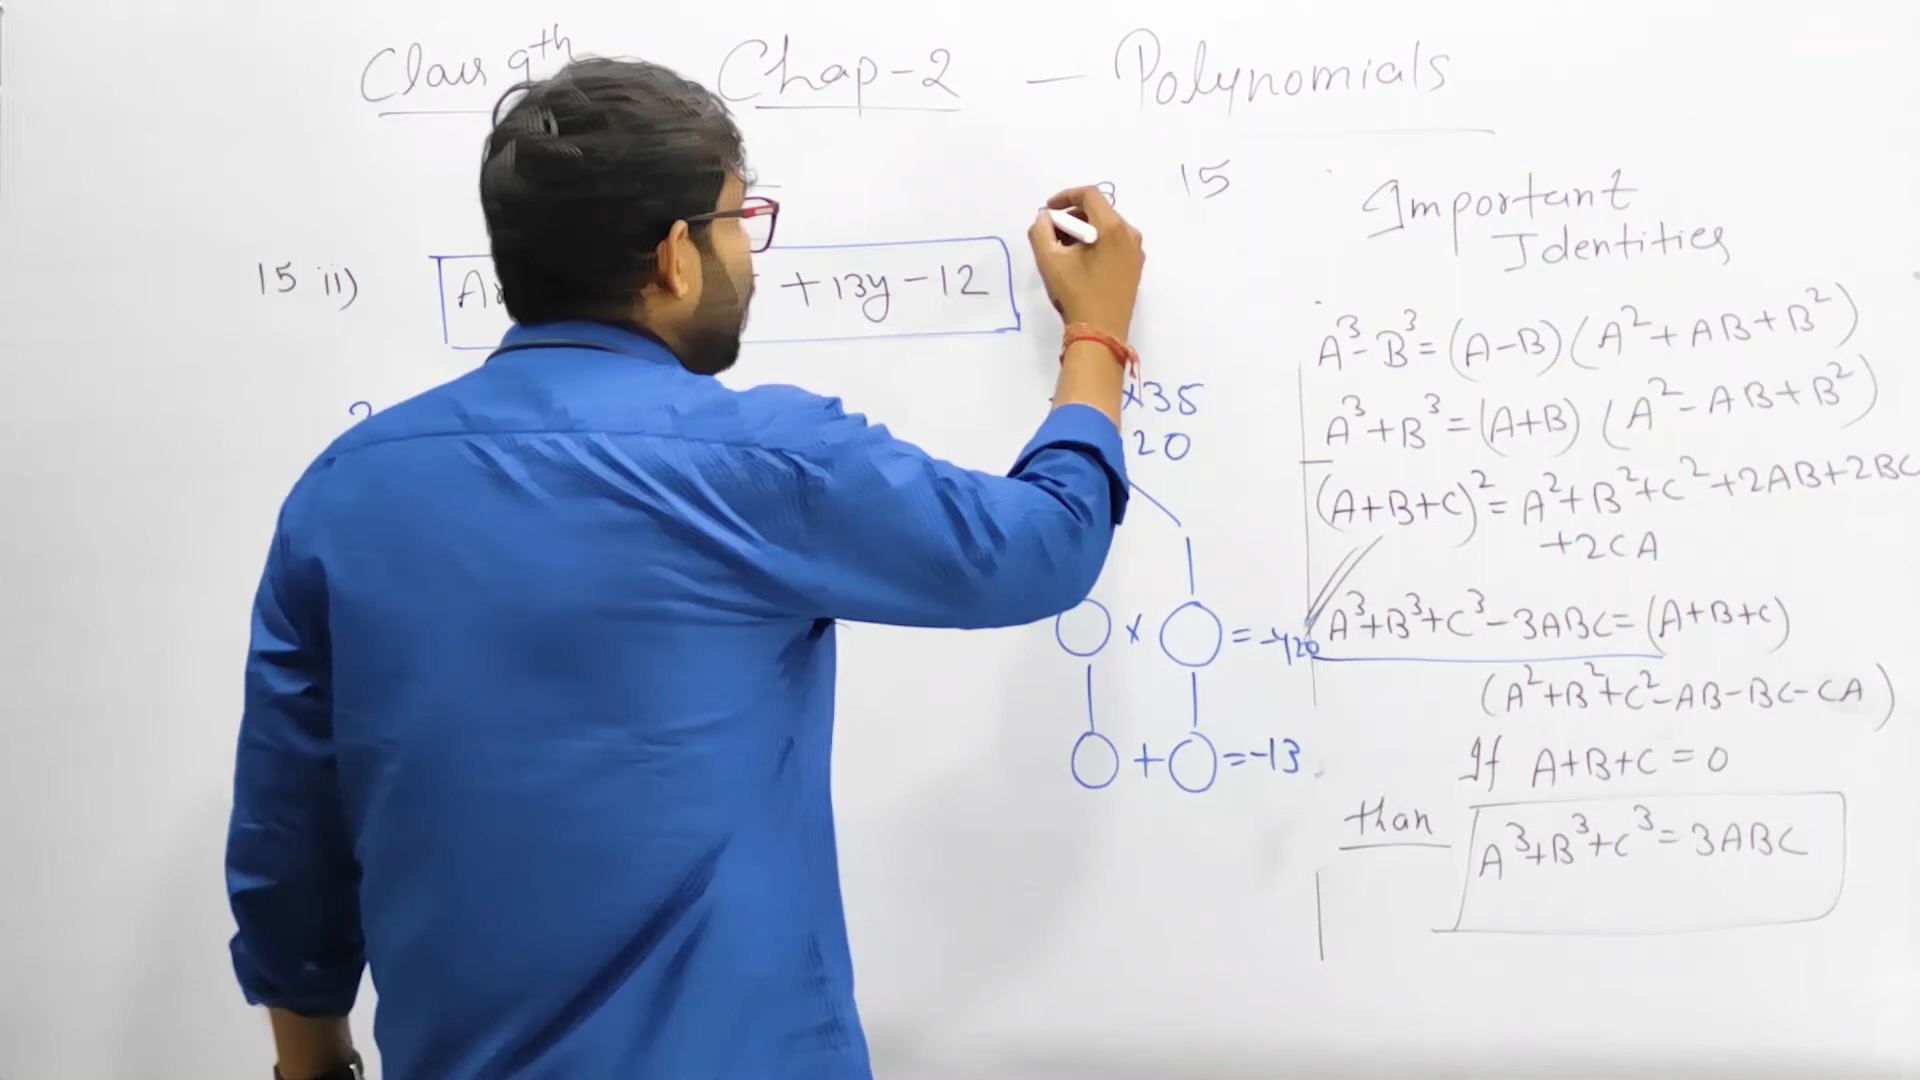 Class 9th Chap-2 - Polynomials
15
15 ii) + 13y - 12
Important
Identities
A³-B³=(A-B)(A²+AB+B²)
A³+B³=(A+B)(A²-AB+B²)
(A+B+C)²=A²+B²+C²+2AB+2BC
+2CA
A³+B³+C³-3ABC=(A+B+C)
(A²+B²+C²-AB-BC-CA)
If A+B+C=0
than A³+B³+C³=3ABC
×35
20
× = -420
+ = -13